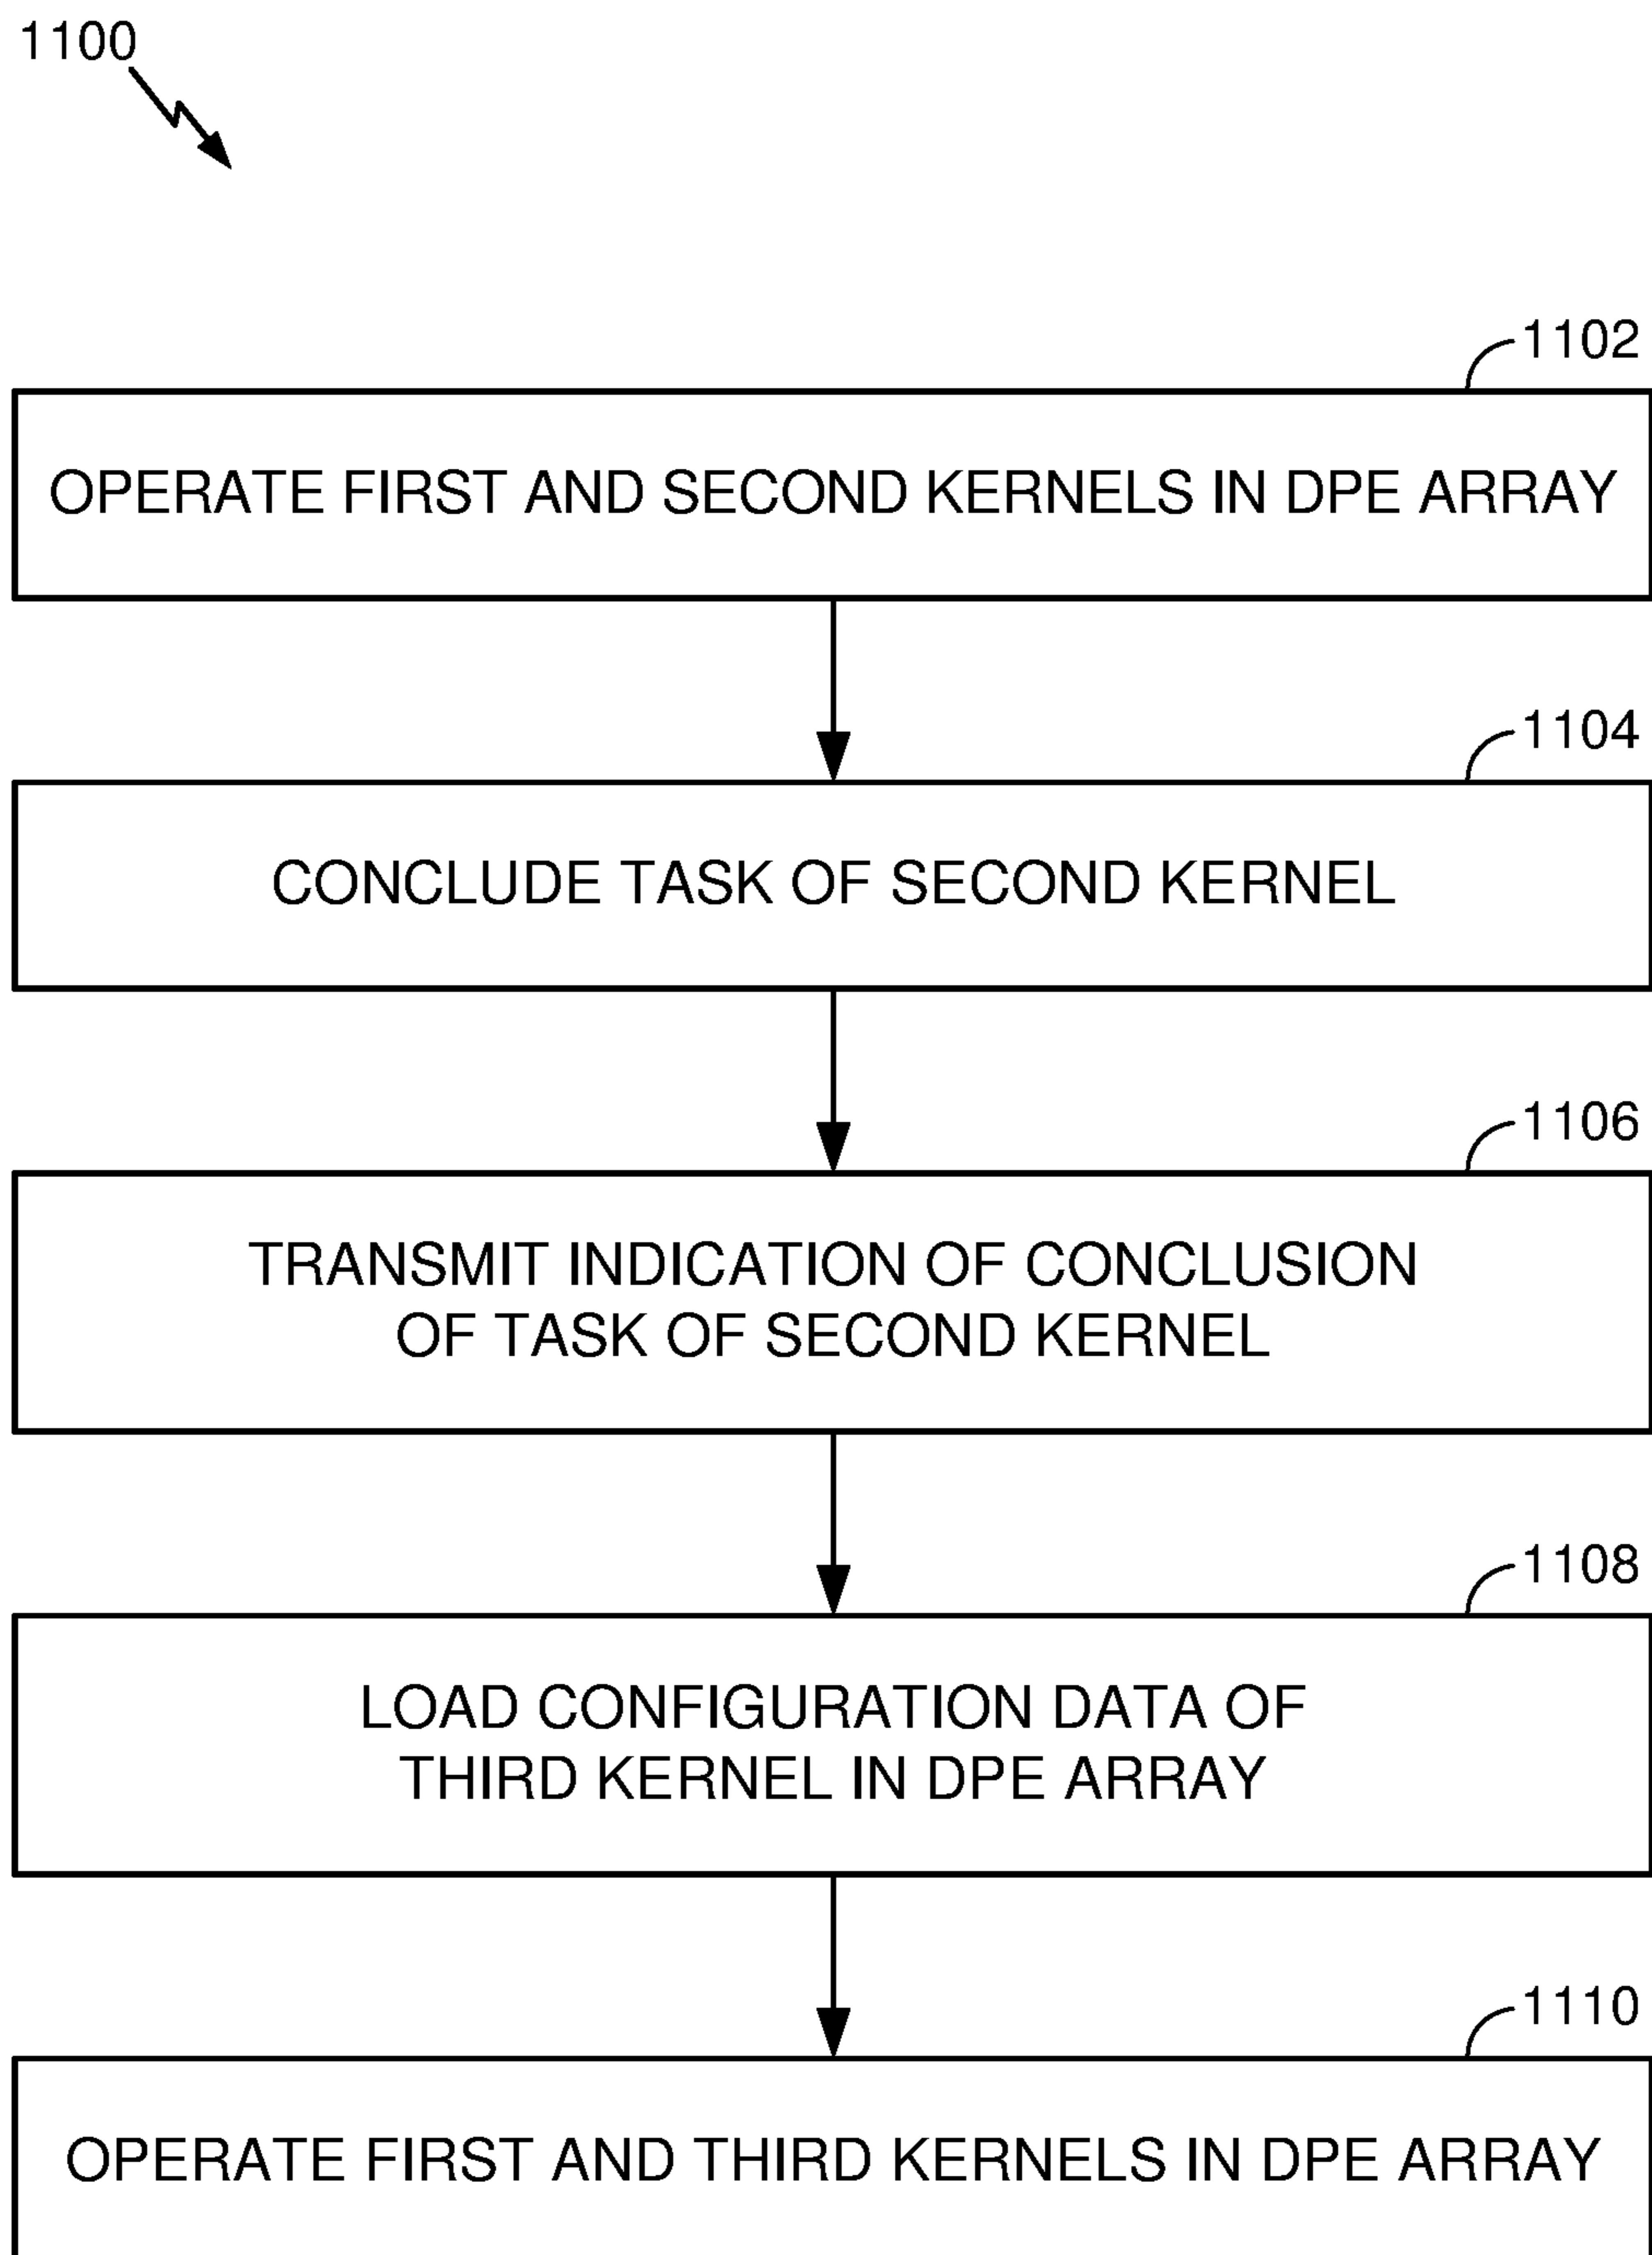 1100
1102
OPERATE FIRST AND SECOND KERNELS IN DPE ARRAY
1104
CONCLUDE TASK OF SECOND KERNEL
1106
TRANSMIT INDICATION OF CONCLUSION
OF TASK OF SECOND KERNEL
1108
LOAD CONFIGURATION DATA OF
THIRD KERNEL IN DPE ARRAY
1110
OPERATE FIRST AND THIRD KERNELS IN DPE ARRAY